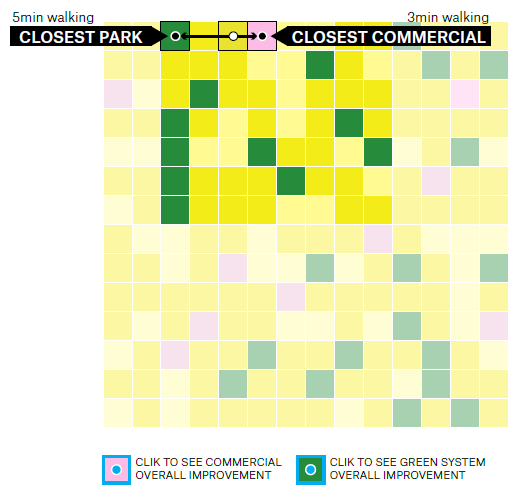 5min walking
3min walking
CLOSEST PARK
CLOSEST COMMERCIAL
CLIK TO SEE COMMERCIAL
OVERALL IMPROVEMENT
CLIK TO SEE GREEN SYSTEM
OVERALL IMPROVEMENT